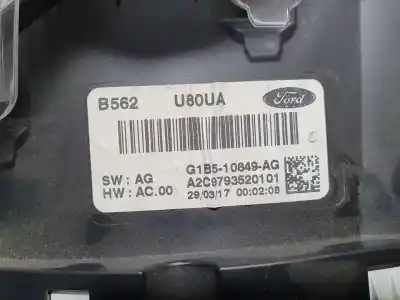 B562 U80UA Ford
G1B5-10849-AG
SW: AG A2C9793520101
HW: AC.00 29/03/17 00:02:08